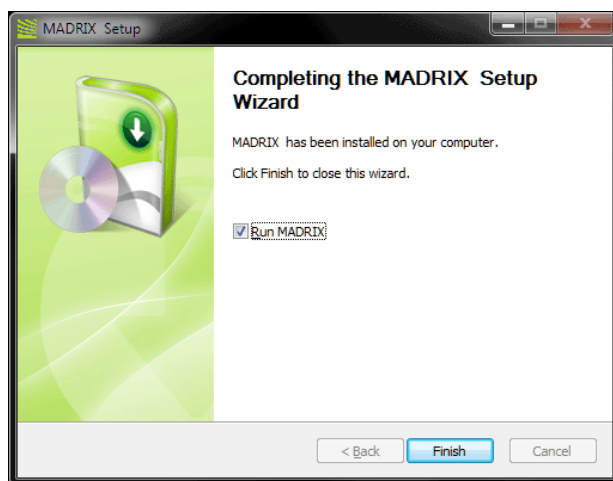 MADRIX Setup
Completing the MADRIX Setup
Wizard
MADRIX has been installed on your computer.
Click Finish to close this wizard.
Run MADRIX
< Back Finish Cancel